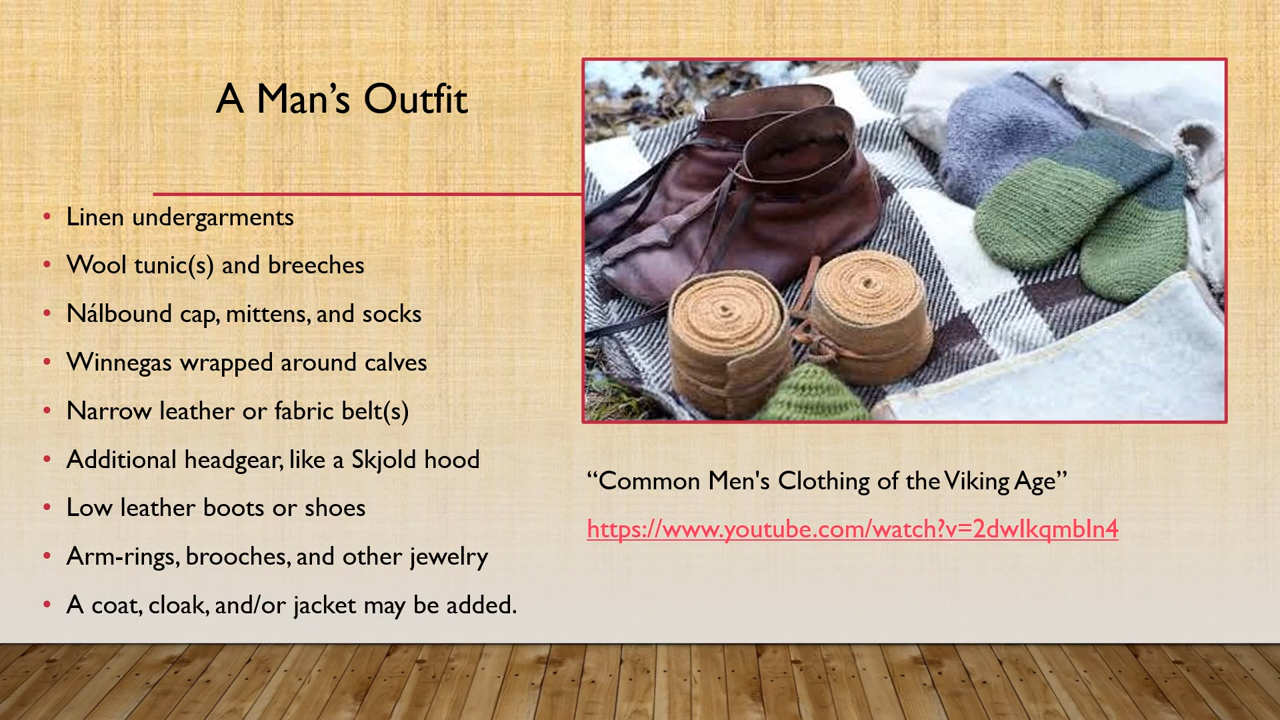 A Man’s Outfit
• Linen undergarments
• Wool tunic(s) and breeches
• Nálbound cap, mittens, and socks
• Winnegas wrapped around calves
• Narrow leather or fabric belt(s)
• Additional headgear, like a Skjold hood
• Low leather boots or shoes
• Arm-rings, brooches, and other jewelry
• A coat, cloak, and/or jacket may be added.
“Common Men's Clothing of the Viking Age”
https://www.youtube.com/watch?v=2dwIkqmbIn4